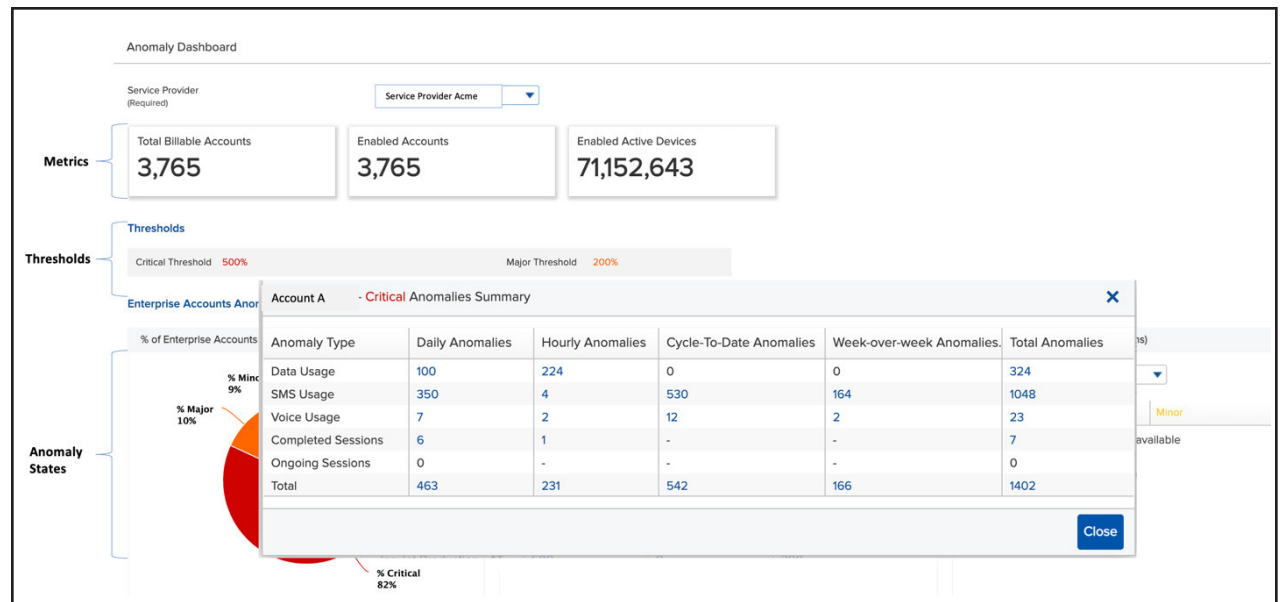 Anomaly Dashboard
Service Provider
(Required)
Service Provider Acme
Metrics
Total Billable Accounts
3,765
Enabled Accounts
3,765
Enabled Active Devices
71,152,643
Thresholds
Thresholds
Critical Threshold 500%
Major Threshold 200%
Enterprise Accounts Anor
Account A - Critical Anomalies Summary
% of Enterprise Accounts
Anomaly Type Daily Anomalies Hourly Anomalies Cycle-To-Date Anomalies Week-over-week Anomalies. Total Anomalies
Data Usage 100 224 0 0 324
SMS Usage 350 4 530 164 1048
Voice Usage 7 2 12 2 23
Completed Sessions 6 1 - - 7
Ongoing Sessions 0 - - - 0
Total 463 231 542 166 1402
Close
% Minc
9%
% Major
10%
Anomaly
States
% Critical
82%
ns)
Minor
available